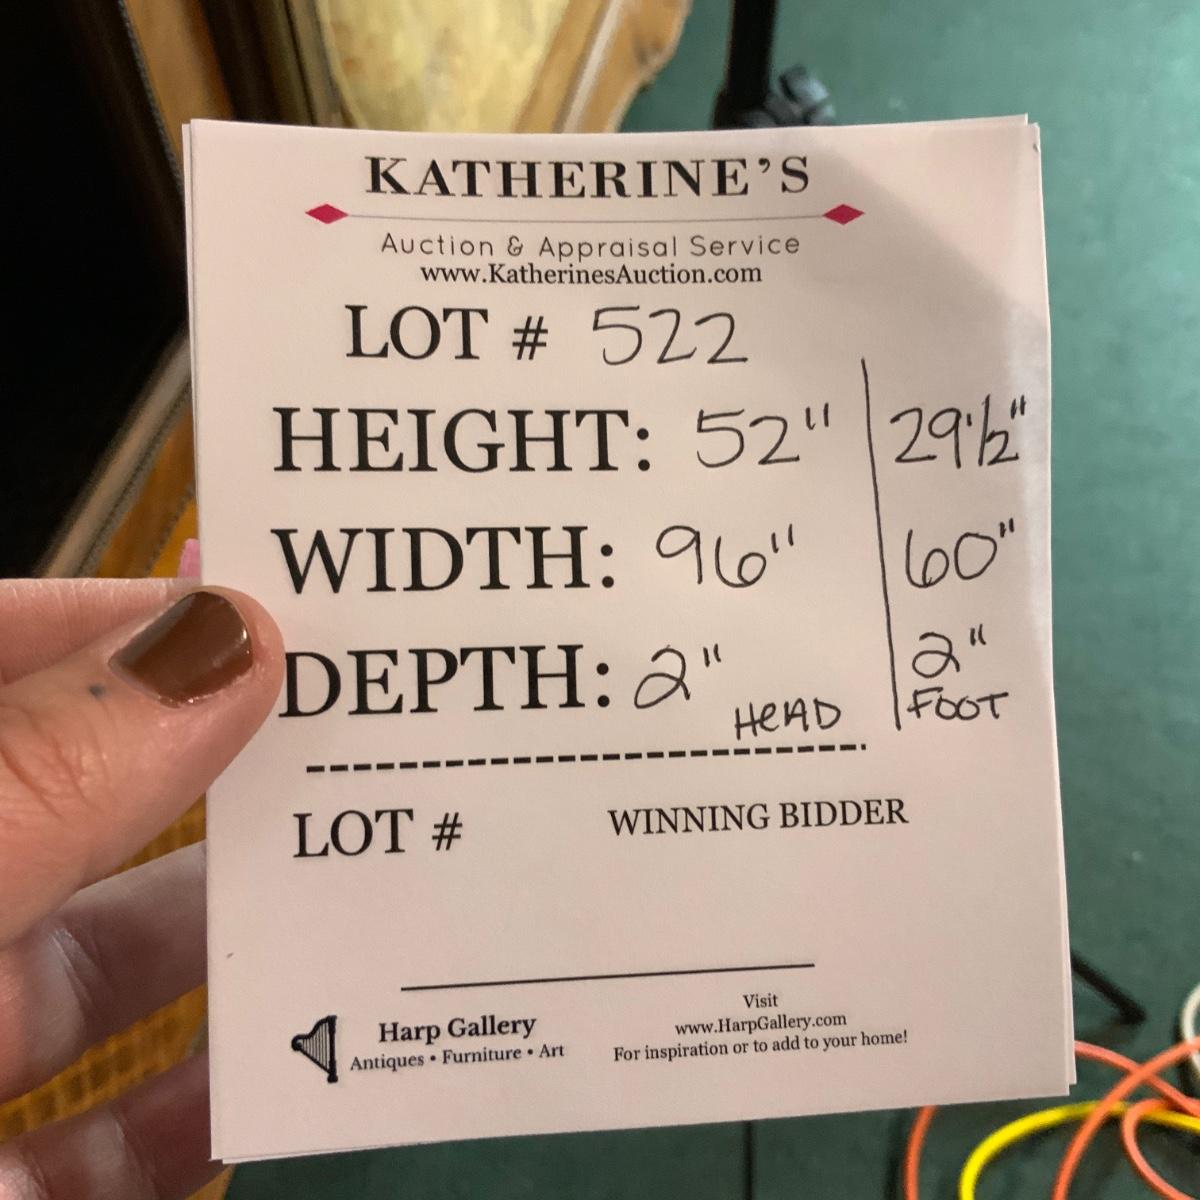 KATHERINE'S
Auction & Appraisal Service
www.KatherinesAuction.com
LOT # 522
HEIGHT: 52" 29 1/2"
WIDTH: 96" 60"
DEPTH: 2" HEAD 2" FOOT
LOT # WINNING BIDDER
Harp Gallery
Antiques • Furniture • Art
Visit
www.HarpGallery.com
For inspiration or to add to your home!